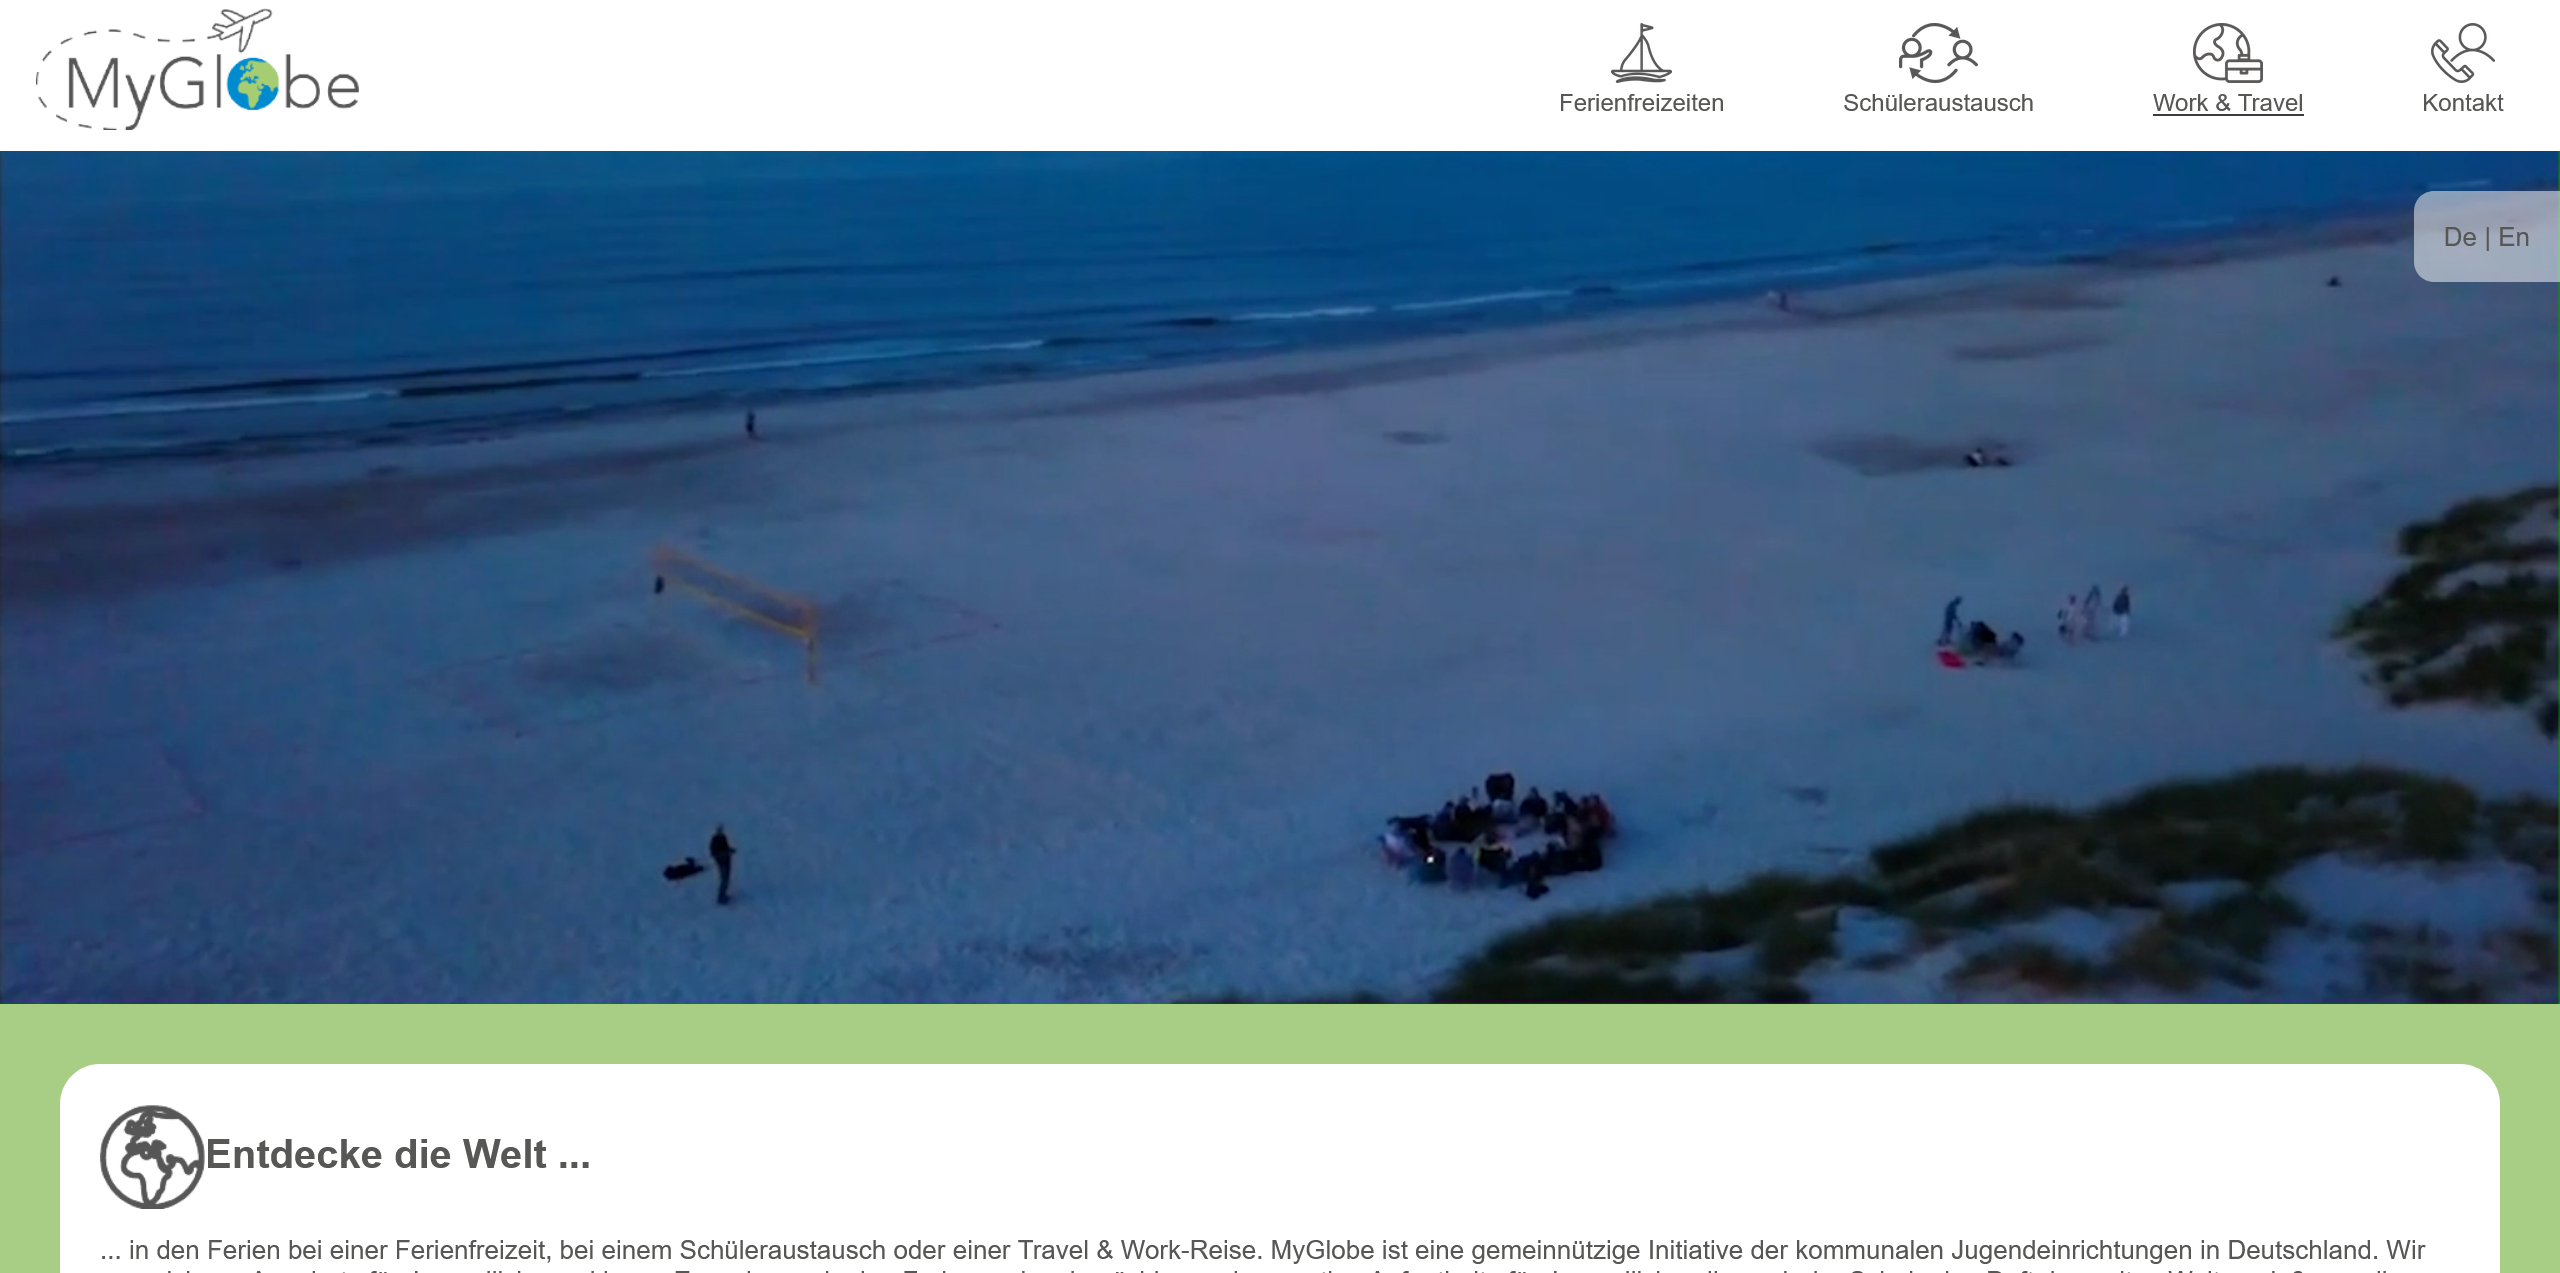 MyGlobe
Ferienfreizeiten
Schüleraustausch
Work & Travel
Kontakt
De | En
Entdecke die Welt ...
... in den Ferien bei einer Ferienfreizeit, bei einem Schüleraustausch oder einer Travel & Work-Reise. MyGlobe ist eine gemeinnützige Initiative der kommunalen Jugendeinrichtungen in Deutschland. Wir